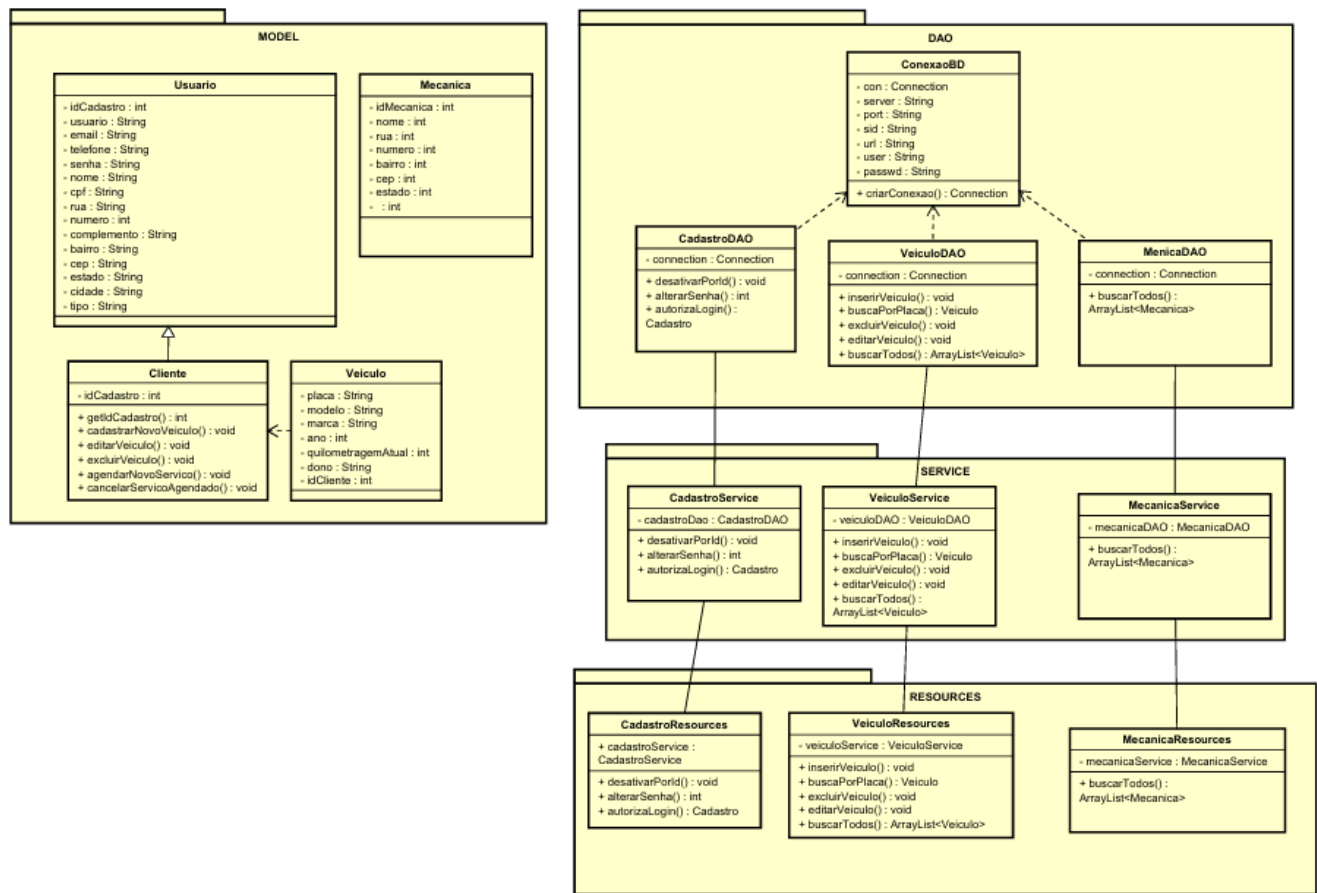 MODEL
Usuario
- idCadastro : int
- usuario : String
- email : String
- telefone : String
- senha : String
- nome : String
- cpf : String
- rua : String
- numero : int
- complemento : String
- bairro : String
- cep : String
- estado : String
- cidade : String
- tipo : String
Mecanica
- idMecanica : int
- nome : int
- rua : int
- numero : int
- bairro : int
- cep : int
- estado : int
- : int
Cliente
- idCadastro : int
+ getIdCadastro() : int
+ cadastrarNovoVeiculo() : void
+ editarVeiculo() : void
+ excluirVeiculo() : void
+ agendarNovoServico() : void
+ cancelarServicoAgendado() : void
Veiculo
- placa : String
- modelo : String
- marca : String
- ano : int
- quilometragemAtual : int
- dono : String
- idCliente : int
DAO
ConexaoBD
- con : Connection
- server : String
- port : String
- sid : String
- url : String
- user : String
- passwd : String
+ criarConexao() : Connection
CadastroDAO
- connection : Connection
+ desativarPorId() : void
+ alterarSenha() : int
+ autorizaLogin() :
Cadastro
VeiculoDAO
- connection : Connection
+ inserirVeiculo() : void
+ buscaPorPlaca() : Veiculo
+ excluirVeiculo() : void
+ editarVeiculo() : void
+ buscarTodos() : ArrayList<Veiculo>
MenicaDAO
- connection : Connection
+ buscarTodos() :
ArrayList<Mecanica>
SERVICE
CadastroService
- cadastroDao : CadastroDAO
+ desativarPorId() : void
+ alterarSenha() : int
+ autorizaLogin() : Cadastro
VeiculoService
- veiculoDAO : VeiculoDAO
+ inserirVeiculo() : void
+ buscaPorPlaca() : Veiculo
+ excluirVeiculo() : void
+ editarVeiculo() : void
+ buscarTodos() :
ArrayList<Veiculo>
MecanicaService
- mecanicaDAO : MecanicaDAO
+ buscarTodos() :
ArrayList<Mecanica>
RESOURCES
CadastroResources
+ cadastroService :
CadastroService
+ desativarPorId() : void
+ alterarSenha() : int
+ autorizaLogin() : Cadastro
VeiculoResources
- veiculoService : VeiculoService
+ inserirVeiculo() : void
+ buscaPorPlaca() : Veiculo
+ excluirVeiculo() : void
+ editarVeiculo() : void
+ buscarTodos() : ArrayList<Veiculo>
MecanicaResources
- mecanicaService : MecanicaService
+ buscarTodos() :
ArrayList<Mecanica>